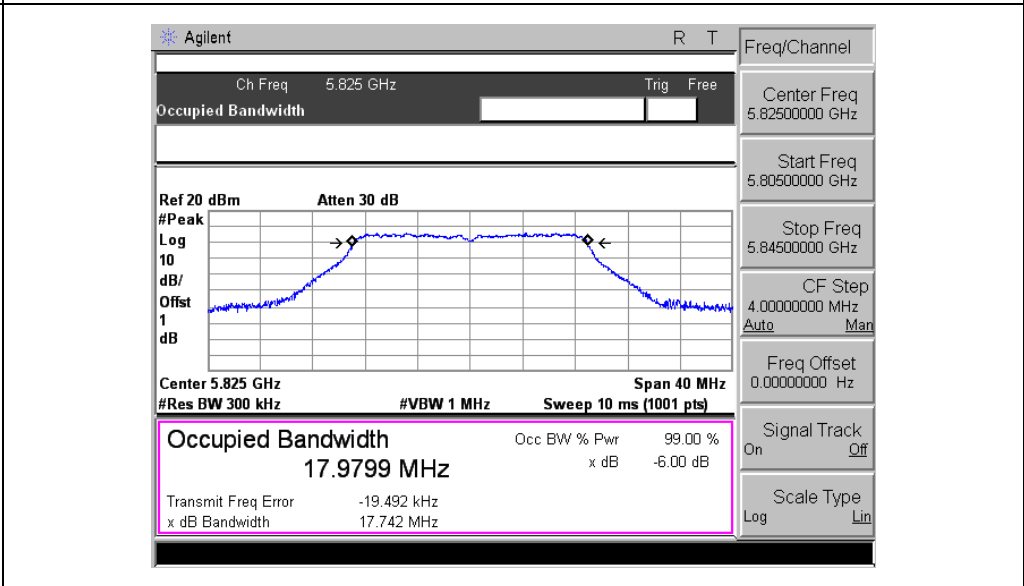 Agilent
R T
Freq/Channel
Ch Freq 5.825 GHz Trig Free
Occupied Bandwidth
Center Freq
5.82500000 GHz
Start Freq
5.80500000 GHz
Stop Freq
5.84500000 GHz
CF Step
4.00000000 MHz
Auto Man
Freq Offset
0.00000000 Hz
Signal Track
On Off
Scale Type
Log Lin
Ref 20 dBm Atten 30 dB
#Peak
Log
10
dB/
Offst
1
dB
Center 5.825 GHz Span 40 MHz
#Res BW 300 kHz #VBW 1 MHz Sweep 10 ms (1001 pts)
Occupied Bandwidth Occ BW % Pwr 99.00 %
17.9799 MHz x dB -6.00 dB
Transmit Freq Error -19.492 kHz
x dB Bandwidth 17.742 MHz